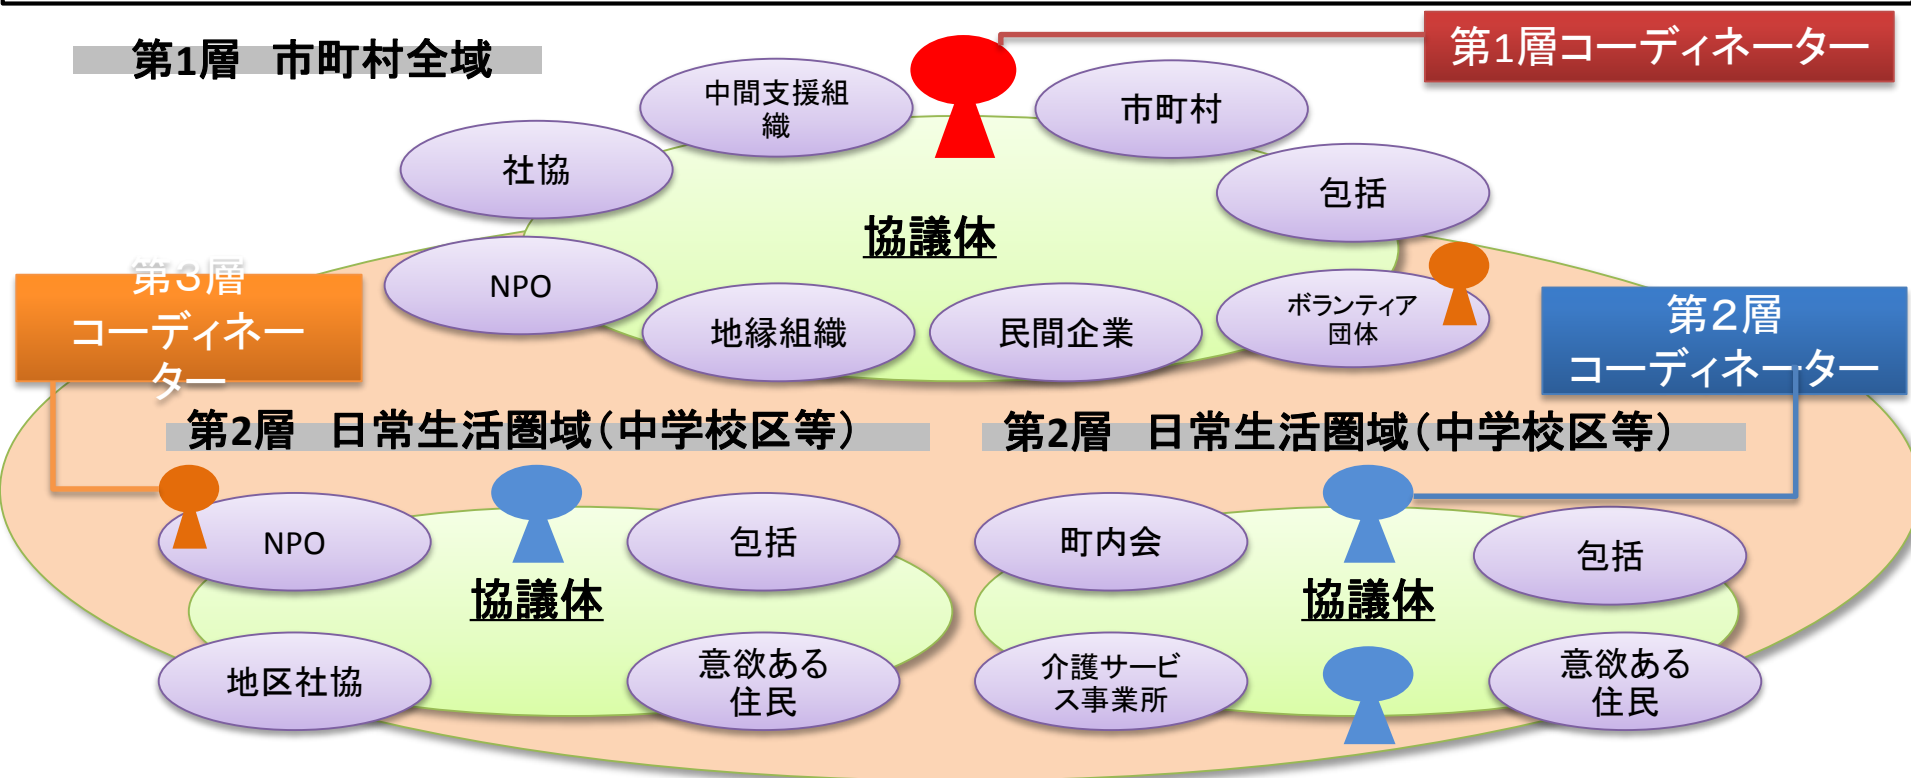 第1層コーディネーター
第1層　市町村全域
中間支援組
織
市町村
社協
包括
協議体
NPO
ボランティア
団体
地縁組織
民間企業
第３層
コーディネー
ター
第２層
コーディネーター
第2層　日常生活圏域（中学校区等）
第2層　日常生活圏域（中学校区等）
NPO
包括
協議体
地区社協
意欲ある
住民
町内会
包括
協議体
介護サービ
ス事業所
意欲ある
住民